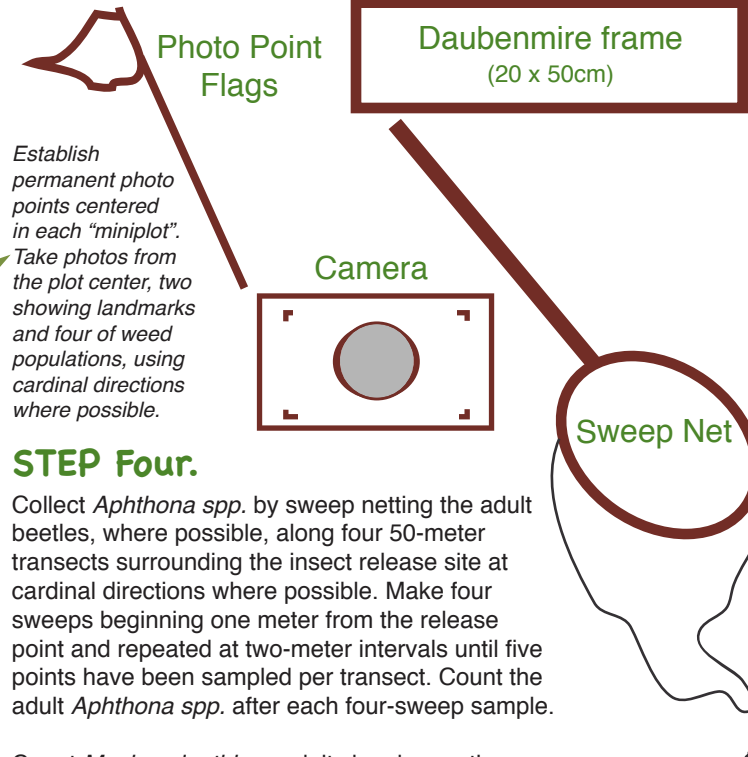 Photo Point
Flags
Daubenmire frame
(20 x 50cm)
Establish
permanent photo
points centered
in each “miniplot”.
Take photos from
the plot center, two
showing landmarks
and four of weed
populations, using
cardinal directions
where possible.
Camera
Sweep Net
STEP Four.
Collect Aphthona spp. by sweep netting the adult
beetles, where possible, along four 50-meter
transects surrounding the insect release site at
cardinal directions where possible. Make four
sweeps beginning one meter from the release
point and repeated at two-meter intervals until five
points have been sampled per transect. Count the
adult Aphthona spp. after each four-sweep sample.